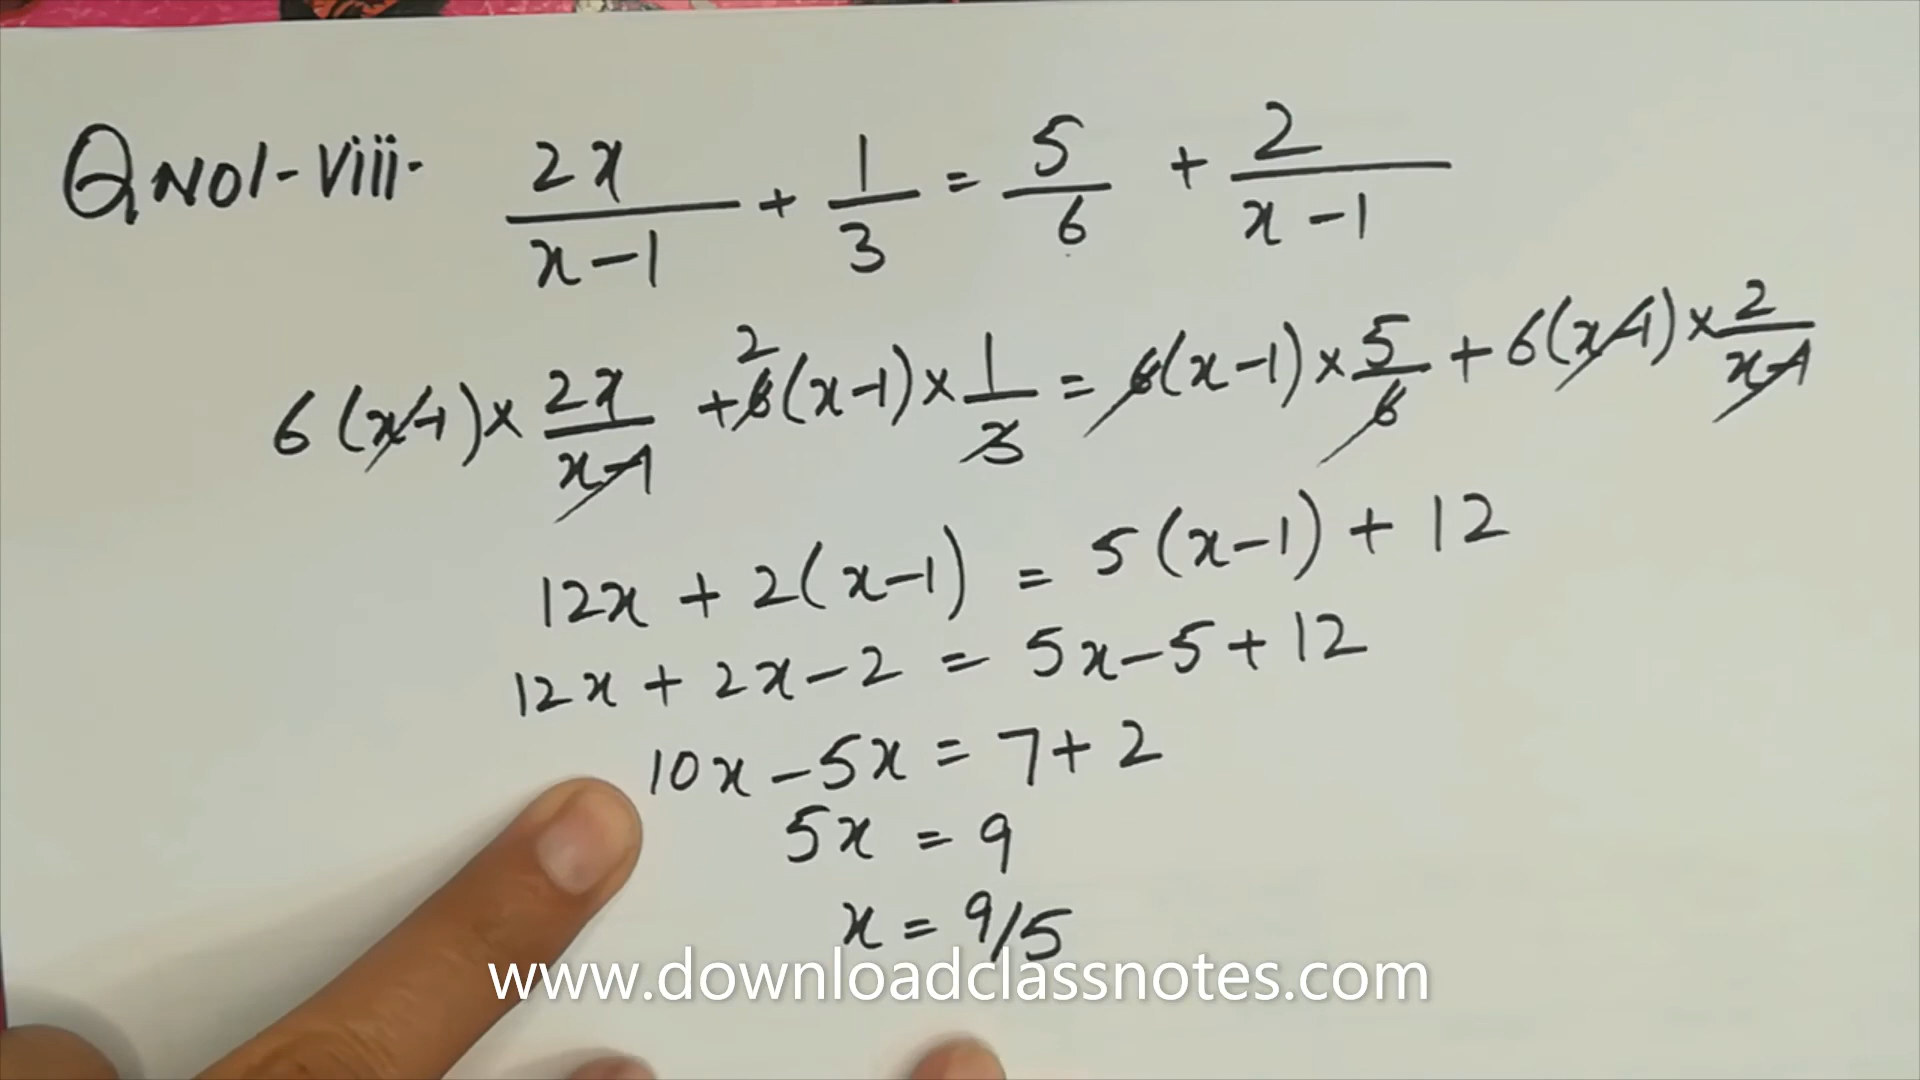 QNo1-viii. 2x/(x-1) + 1/3 = 5/6 + 2/(x-1)
6(x-1) × 2x/(x-1) + 2 6(x-1) × 1/3 = 6(x-1) × 5/6 + 6(x-1) × 2/(x-1)
12x + 2(x-1) = 5(x-1) + 12
12x + 2x - 2 = 5x - 5 + 12
10x - 5x = 7 + 2
5x = 9
x = 9/5
www.downloadclassnotes.com